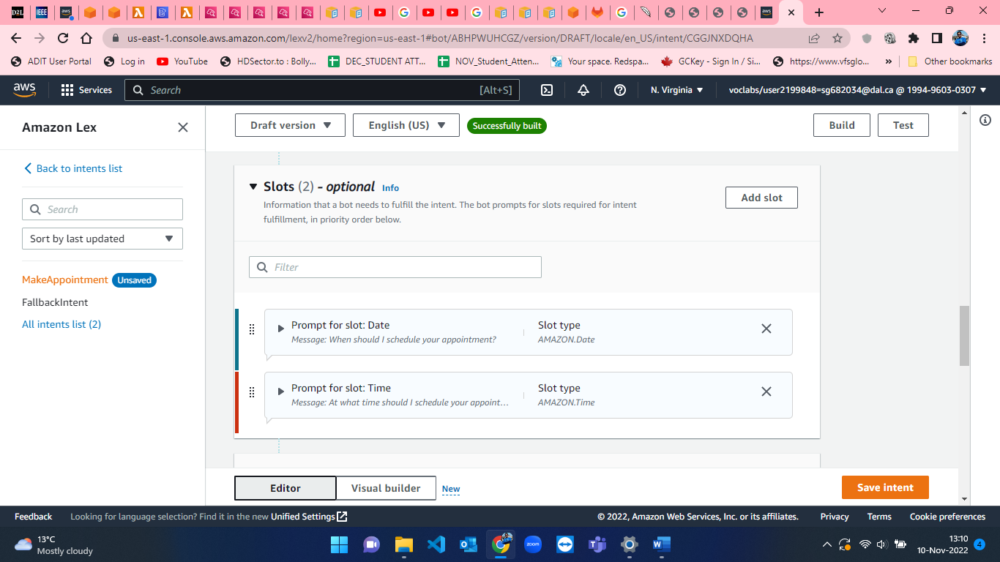 us-east-1.console.aws.amazon.com/lexv2/home?region=us-east-1#bot/ABHPWUHCGZ/version/DRAFT/locale/en_US/intent/CGGJNXDQHA
ADIT User Portal
Log in
YouTube
HDSector.to : Bolly...
DEC_STUDENT ATT...
NOV_Student_Atten...
Your space. Redspa...
GCKey - Sign In / Si...
https://www.vfsglo...
»
Other bookmarks
aws
Services
Search
[Alt+S]
N. Virginia
voclabs/user2199848=sg682034@dal.ca @ 1994-9603-0307
Amazon Lex
Draft version
English (US)
Successfully built
Build
Test
Back to intents list
Search
Sort by last updated
MakeAppointment Unsaved
FallbackIntent
All intents list (2)
Slots (2) - optional Info
Information that a bot needs to fulfill the intent. The bot prompts for slots required for intent
fulfillment, in priority order below.
Add slot
Filter
Prompt for slot: Date
Message: When should I schedule your appointment?
Slot type
AMAZON.Date
Prompt for slot: Time
Message: At what time should I schedule your appoint...
Slot type
AMAZON.Time
Editor
Visual builder
New
Save intent
Feedback
Looking for language selection? Find it in the new Unified Settings
© 2022, Amazon Web Services, Inc. or its affiliates.
Privacy
Terms
Cookie preferences
13°C
Mostly cloudy
zoom
13:10
10-Nov-2022
4
D2L
IEEE
aws
aws